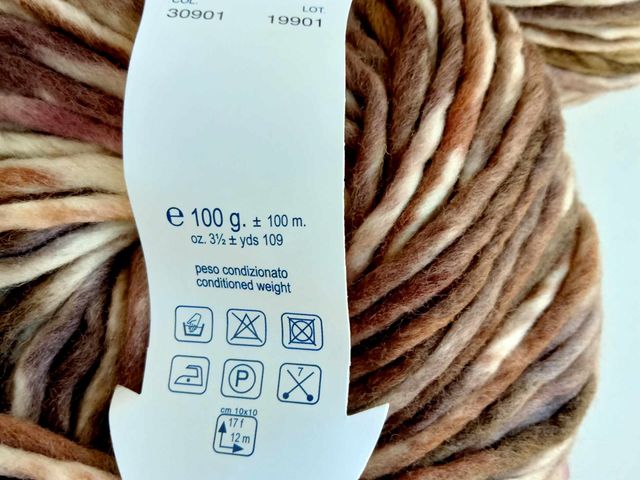 COL.
LOT
30901
19901
e 100 g. ± 100 m.
oz. 3½ ± yds 109
peso condizionato
conditioned weight
P
7
cm 10x10
17 f
12 m